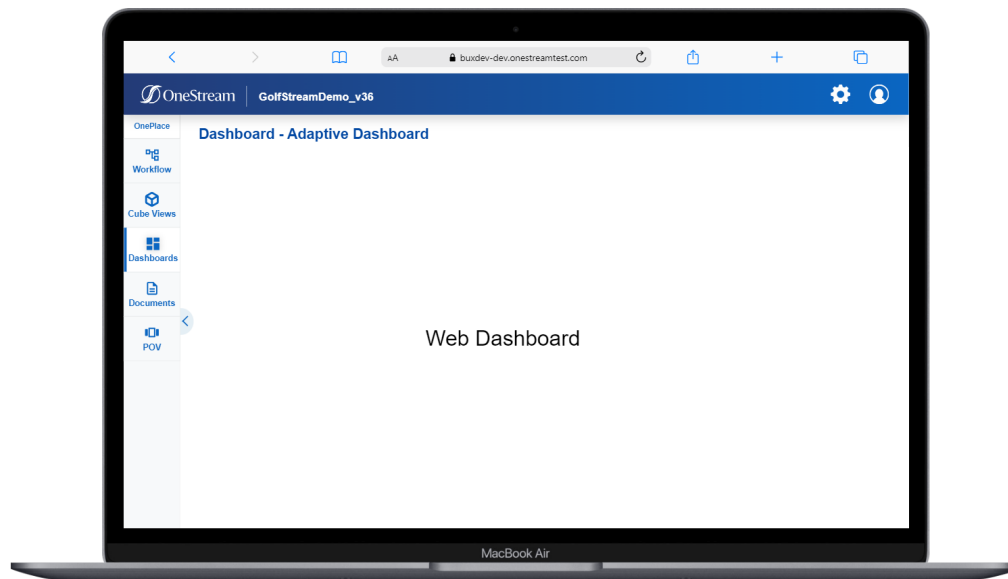 AA
buxdev-dev.onestreamtest.com
OneStream
GolfStreamDemo_v36
OnePlace
Dashboard - Adaptive Dashboard
Workflow
Cube Views
Dashboards
Documents
POV
Web Dashboard
MacBook Air